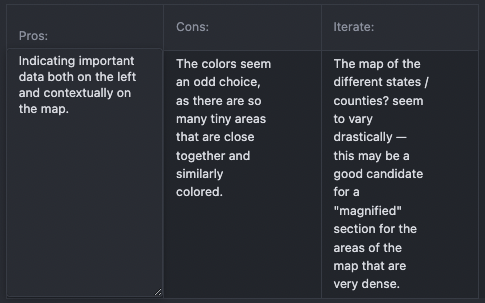 Pros:
Indicating important
data both on the left
and contextually on
the map.
Cons:
The colors seem
an odd choice,
as there are so
many tiny areas
that are close
together and
similarly
colored.
Iterate:
The map of the
different states /
counties? seem
to vary
drastically —
this may be a
good candidate
for a
"magnified"
section for the
areas of the
map that are
very dense.